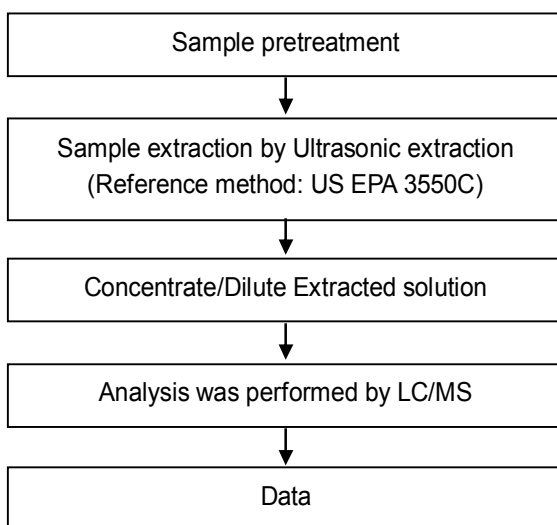 Sample pretreatment
Sample extraction by Ultrasonic extraction
(Reference method: US EPA 3550C)
Concentrate/Dilute Extracted solution
Analysis was performed by LC/MS
Data